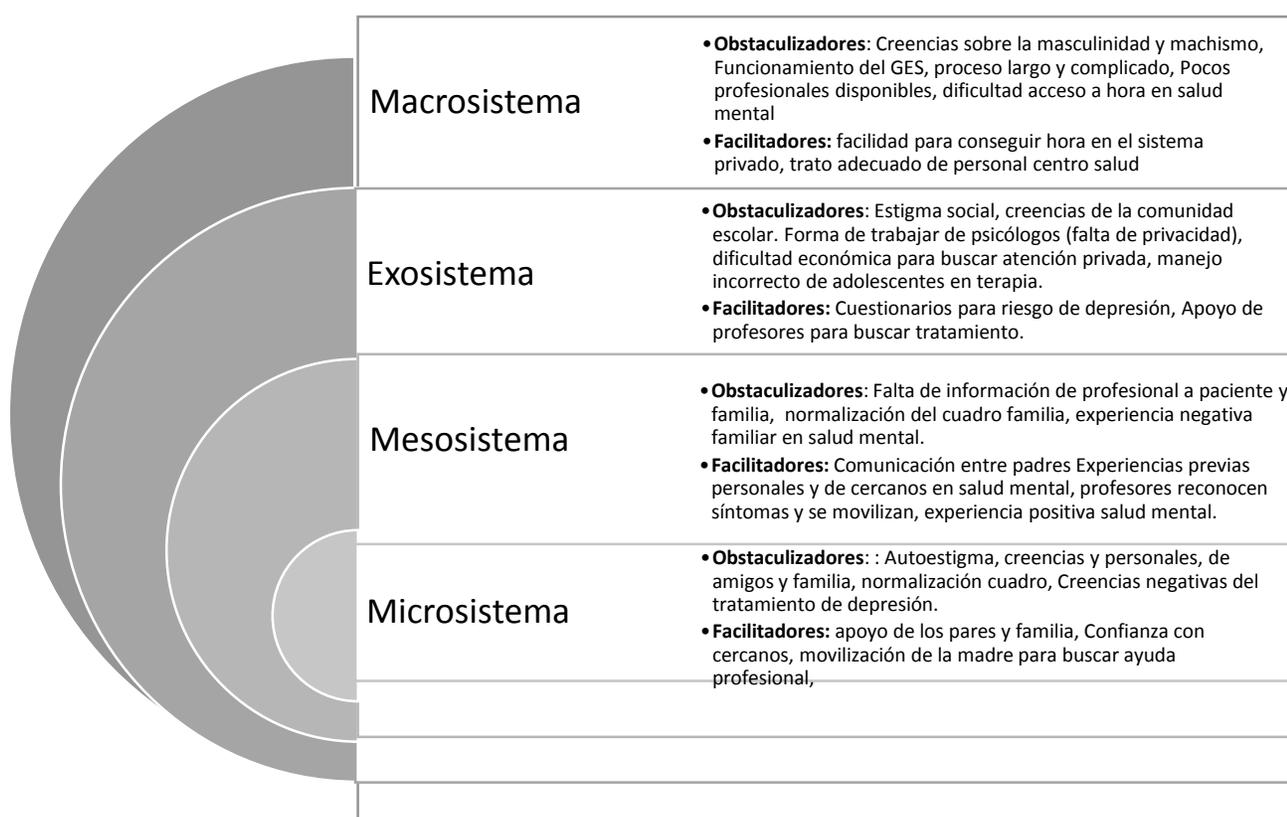 Macrosistema
•Obstaculizadores: Creencias sobre la masculinidad y machismo,
Funcionamiento del GES, proceso largo y complicado, Pocos
profesionales disponibles, dificultad acceso a hora en salud
mental
•Facilitadores: facilidad para conseguir hora en el sistema
privado, trato adecuado de personal centro salud
Exosistema
•Obstaculizadores: Estigma social, creencias de la comunidad
escolar. Forma de trabajar de psicólogos (falta de privacidad),
dificultad económica para buscar atención privada, manejo
incorrecto de adolescentes en terapia.
•Facilitadores: Cuestionarios para riesgo de depresión, Apoyo de
profesores para buscar tratamiento.
Mesosistema
•Obstaculizadores: Falta de información de profesional a paciente y
familia, normalización del cuadro familia, experiencia negativa
familiar en salud mental.
•Facilitadores: Comunicación entre padres Experiencias previas
personales y de cercanos en salud mental, profesores reconocen
síntomas y se movilizan, experiencia positiva salud mental.
Microsistema
•Obstaculizadores: : Autoestigma, creencias y personales, de
amigos y familia, normalización cuadro, Creencias negativas del
tratamiento de depresión.
•Facilitadores: apoyo de los pares y familia, Confianza con
cercanos, movilización de la madre para buscar ayuda
profesional,